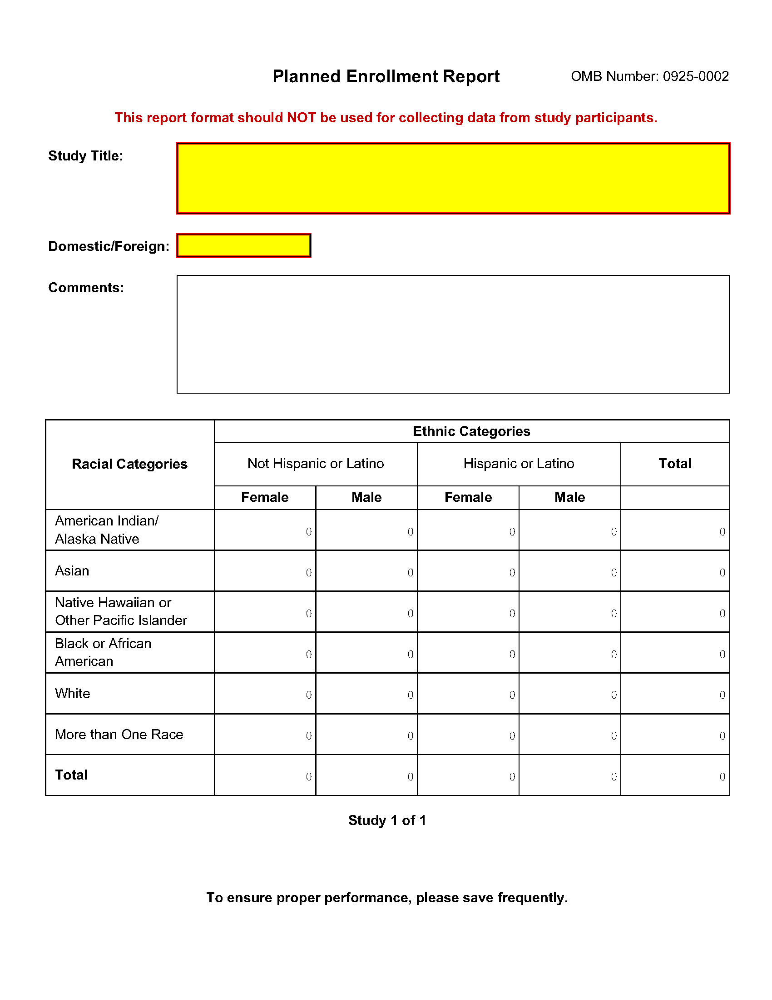 Planned Enrollment Report OMB Number: 0925-0002
This report format should NOT be used for collecting data from study participants.
Study Title:
Domestic/Foreign:
Comments:
Ethnic Categories
Racial Categories Not Hispanic or Latino Hispanic or Latino Total
Female Male Female Male
American Indian/
Alaska Native 0 0 0 0 0
Asian 0 0 0 0 0
Native Hawaiian or
Other Pacific Islander 0 0 0 0 0
Black or African
American 0 0 0 0 0
White 0 0 0 0 0
More than One Race 0 0 0 0 0
Total 0 0 0 0 0
Study 1 of 1
To ensure proper performance, please save frequently.